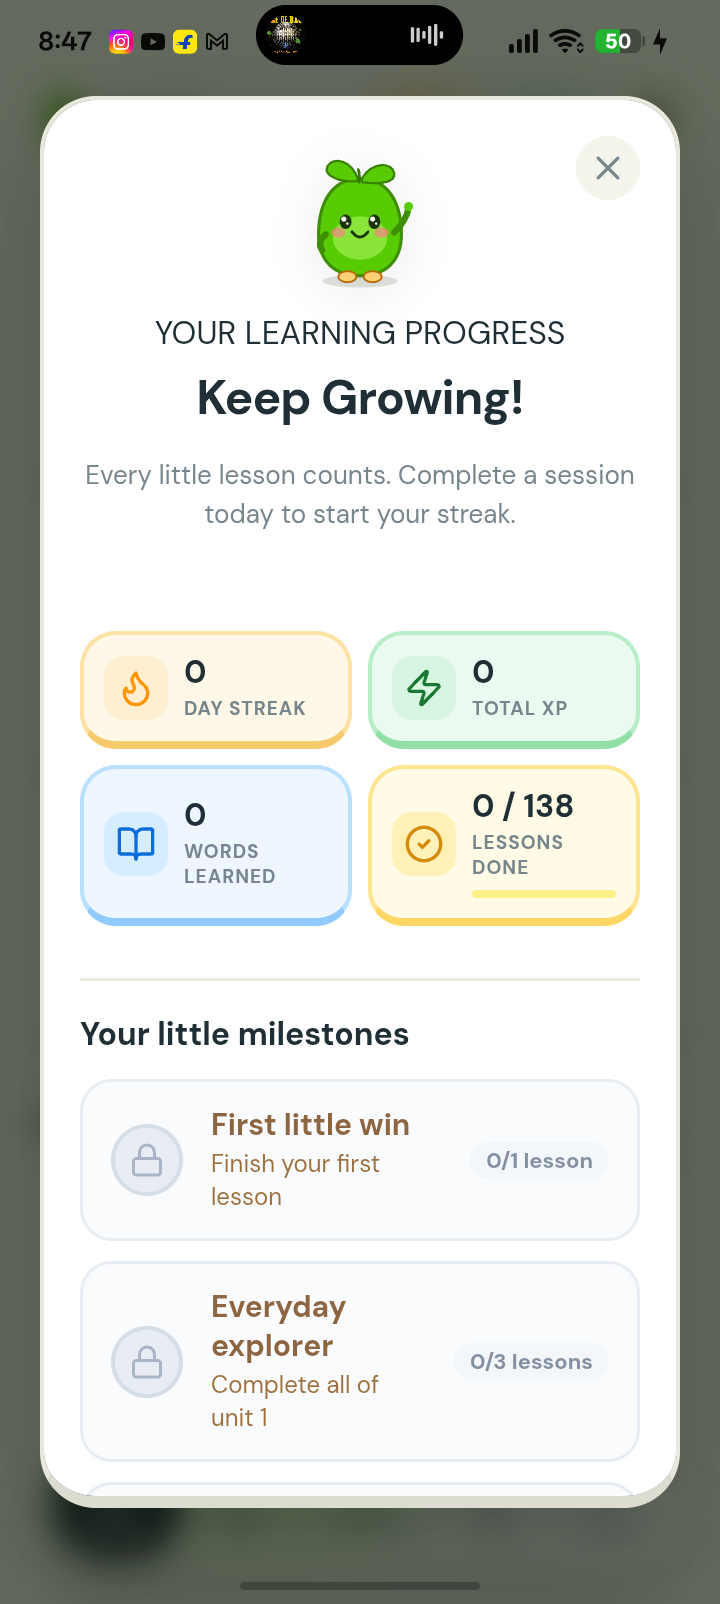 8:47
50
YOUR LEARNING PROGRESS
Keep Growing!
Every little lesson counts. Complete a session
today to start your streak.
0
DAY STREAK
0
TOTAL XP
0
WORDS
LEARNED
0 / 138
LESSONS
DONE
Your little milestones
First little win
Finish your first
lesson
0/1 lesson
Everyday
explorer
Complete all of
unit 1
0/3 lessons